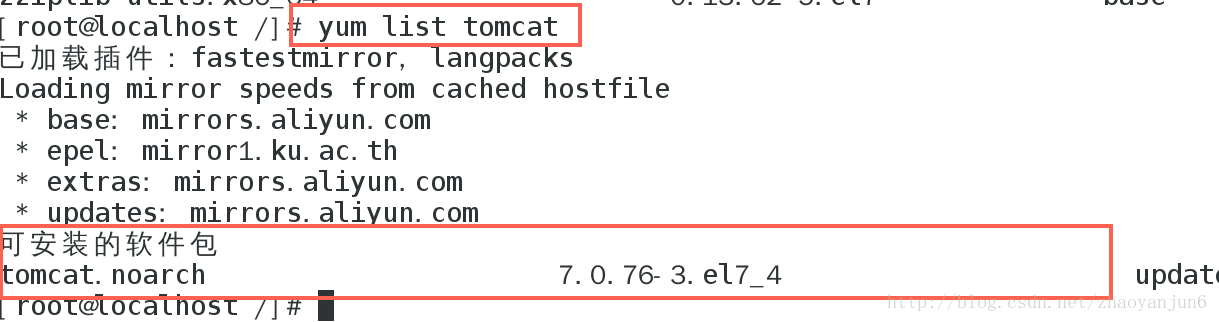 [root@localhost /]# yum list tomcat
已加载插件：fastestmirror, langpacks
Loading mirror speeds from cached hostfile
 * base: mirrors.aliyun.com
 * epel: mirror1.ku.ac.th
 * extras: mirrors.aliyun.com
 * updates: mirrors.aliyun.com
可安装的软件包
tomcat.noarch 7.0.76-3.el7_4 update
[root@localhost /]#
http://blog.csdn.net/zhaoyanjun6